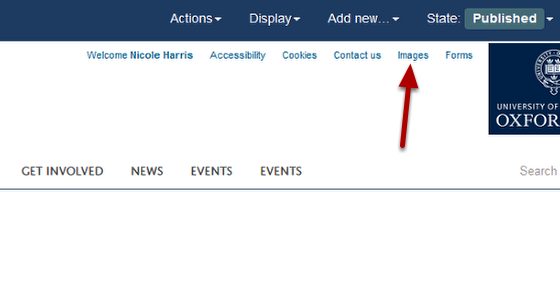 Actions Display Add new... State: Published
Welcome Nicole Harris Accessibility Cookies Contact us Images Forms
UNIVERSITY OF
OXFORD
GET INVOLVED NEWS EVENTS EVENTS Search